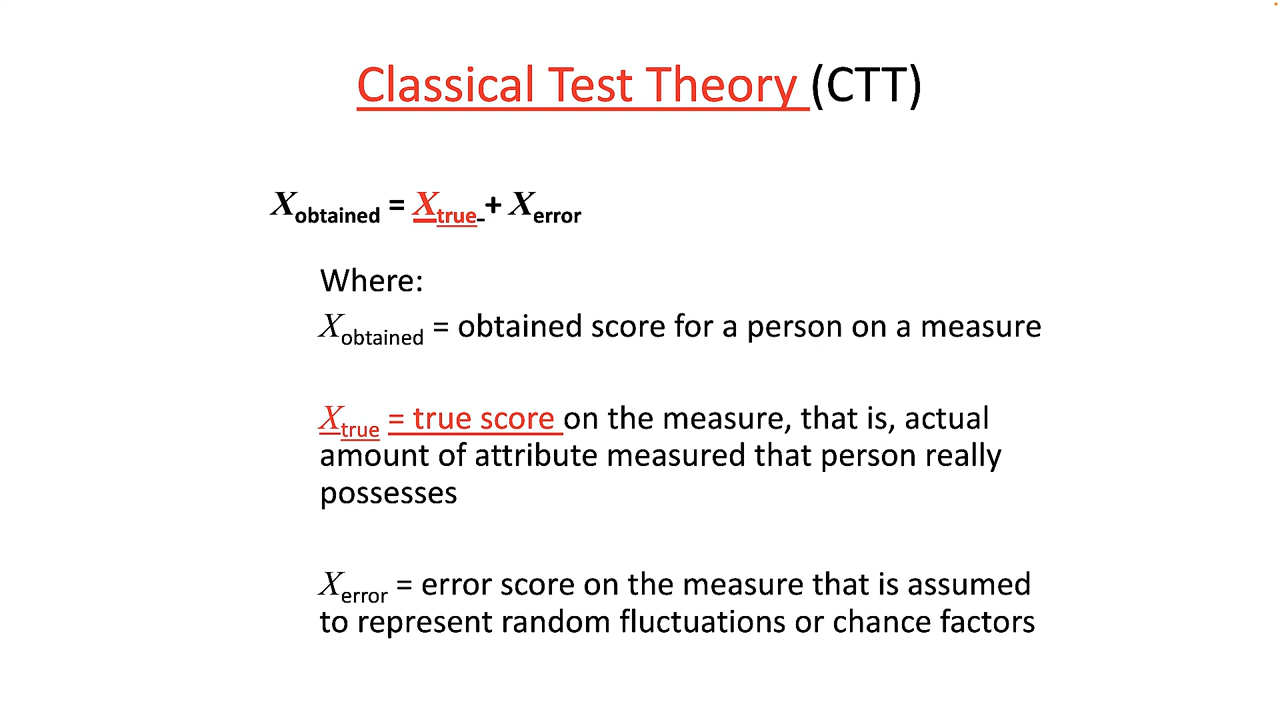 Classical Test Theory (CTT)
Xobtained = Xtrue + Xerror
Where:
Xobtained = obtained score for a person on a measure
Xtrue = true score on the measure, that is, actual
amount of attribute measured that person really
possesses
Xerror = error score on the measure that is assumed
to represent random fluctuations or chance factors